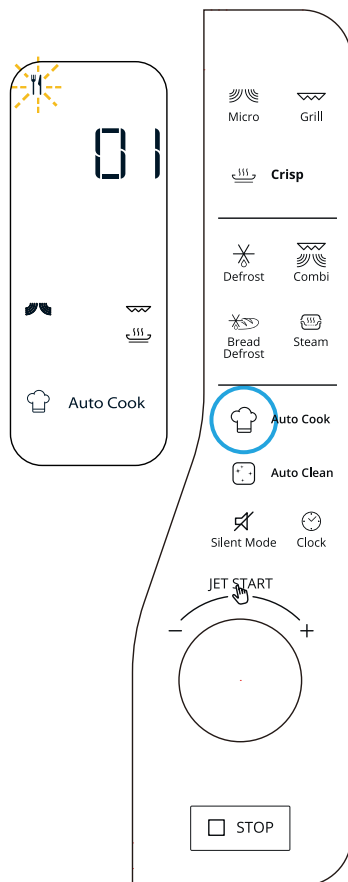 01
Auto Cook
Micro
Grill
Crisp
Defrost
Combi
Bread
Defrost
Steam
Auto Cook
Auto Clean
Silent Mode
Clock
JET START
− +
STOP